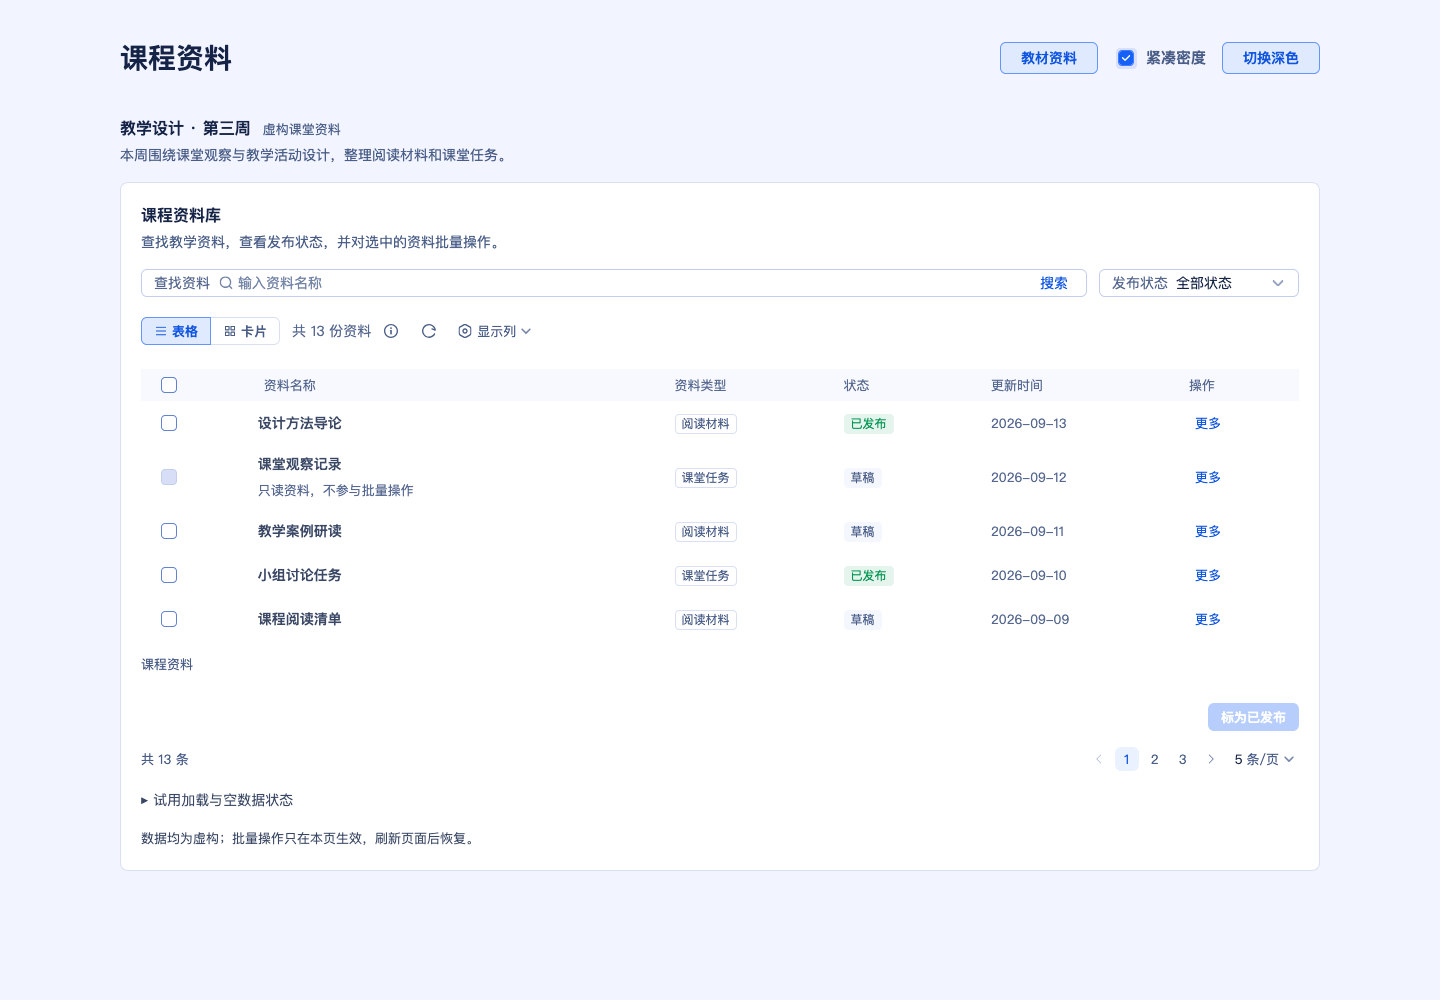 课程资料
教材资料 紧凑密度 切换深色
教学设计 · 第三周 虚构课堂资料
本周围绕课堂观察与教学活动设计，整理阅读材料和课堂任务。
课程资料库
查找教学资料，查看发布状态，并对选中的资料批量操作。
查找资料 输入资料名称 搜索 发布状态 全部状态
表格 卡片 共 13 份资料 显示列
资料名称 资料类型 状态 更新时间 操作
设计方法导论 阅读材料 已发布 2026-09-13 更多
课堂观察记录 课堂任务 草稿 2026-09-12 更多
只读资料，不参与批量操作
教学案例研读 阅读材料 草稿 2026-09-11 更多
小组讨论任务 课堂任务 已发布 2026-09-10 更多
课程阅读清单 阅读材料 草稿 2026-09-09 更多
课程资料
标为已发布
共 13 条 1 2 3 5 条/页
试用加载与空数据状态
数据均为虚构；批量操作只在本页生效，刷新页面后恢复。